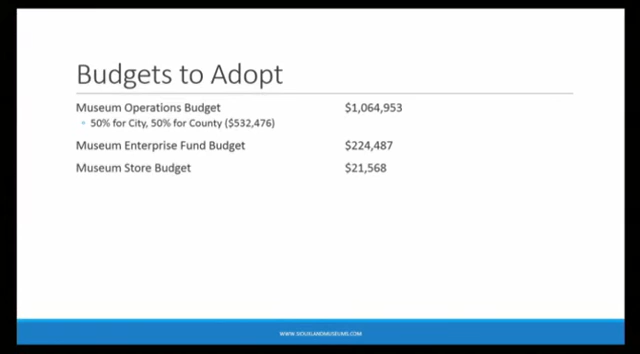 Budgets to Adopt
Museum Operations Budget $1,064,953
• 50% for City, 50% for County ($532,476)
Museum Enterprise Fund Budget $224,487
Museum Store Budget $21,568
WWW.SIOUXLANDMUSEUMS.COM